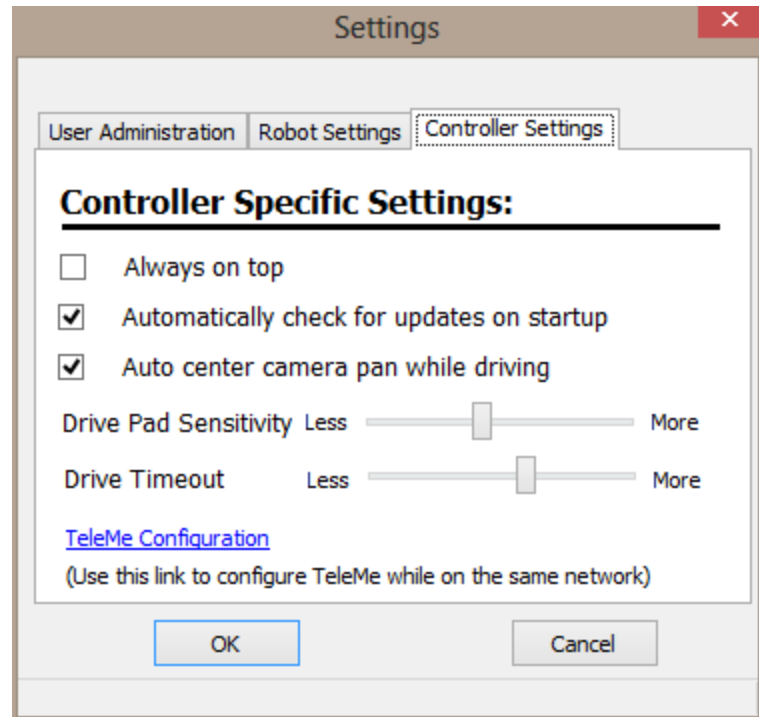 Settings
User Administration Robot Settings Controller Settings
Controller Specific Settings:
Always on top
Automatically check for updates on startup
Auto center camera pan while driving
Drive Pad Sensitivity Less More
Drive Timeout Less More
TeleMe Configuration
(Use this link to configure TeleMe while on the same network)
OK Cancel